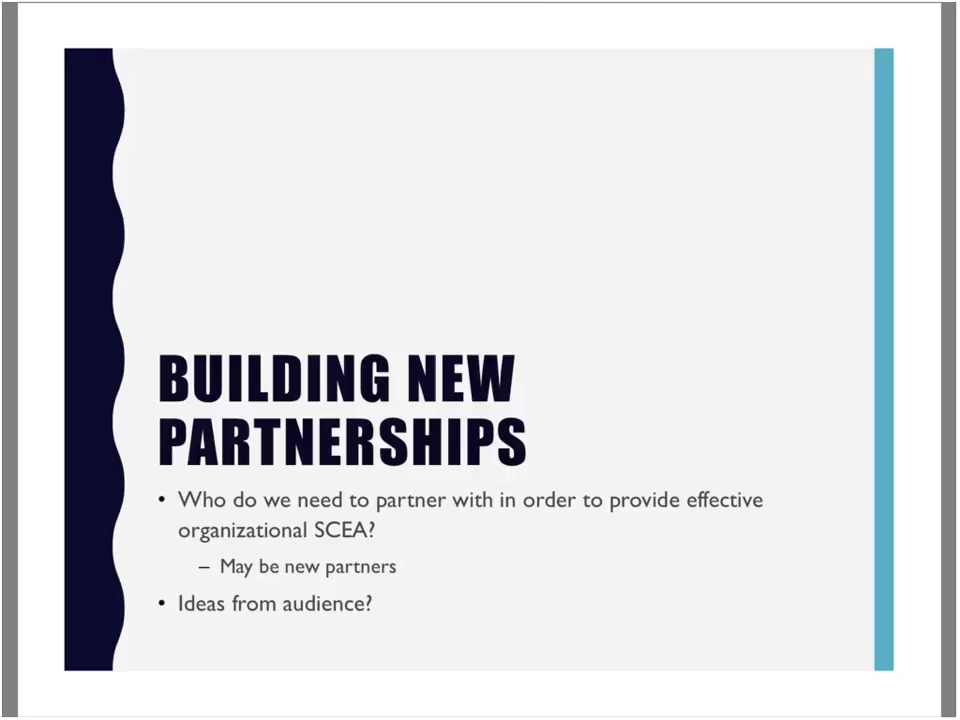 BUILDING NEW
PARTNERSHIPS
• Who do we need to partner with in order to provide effective
organizational SCEA?
– May be new partners
• Ideas from audience?